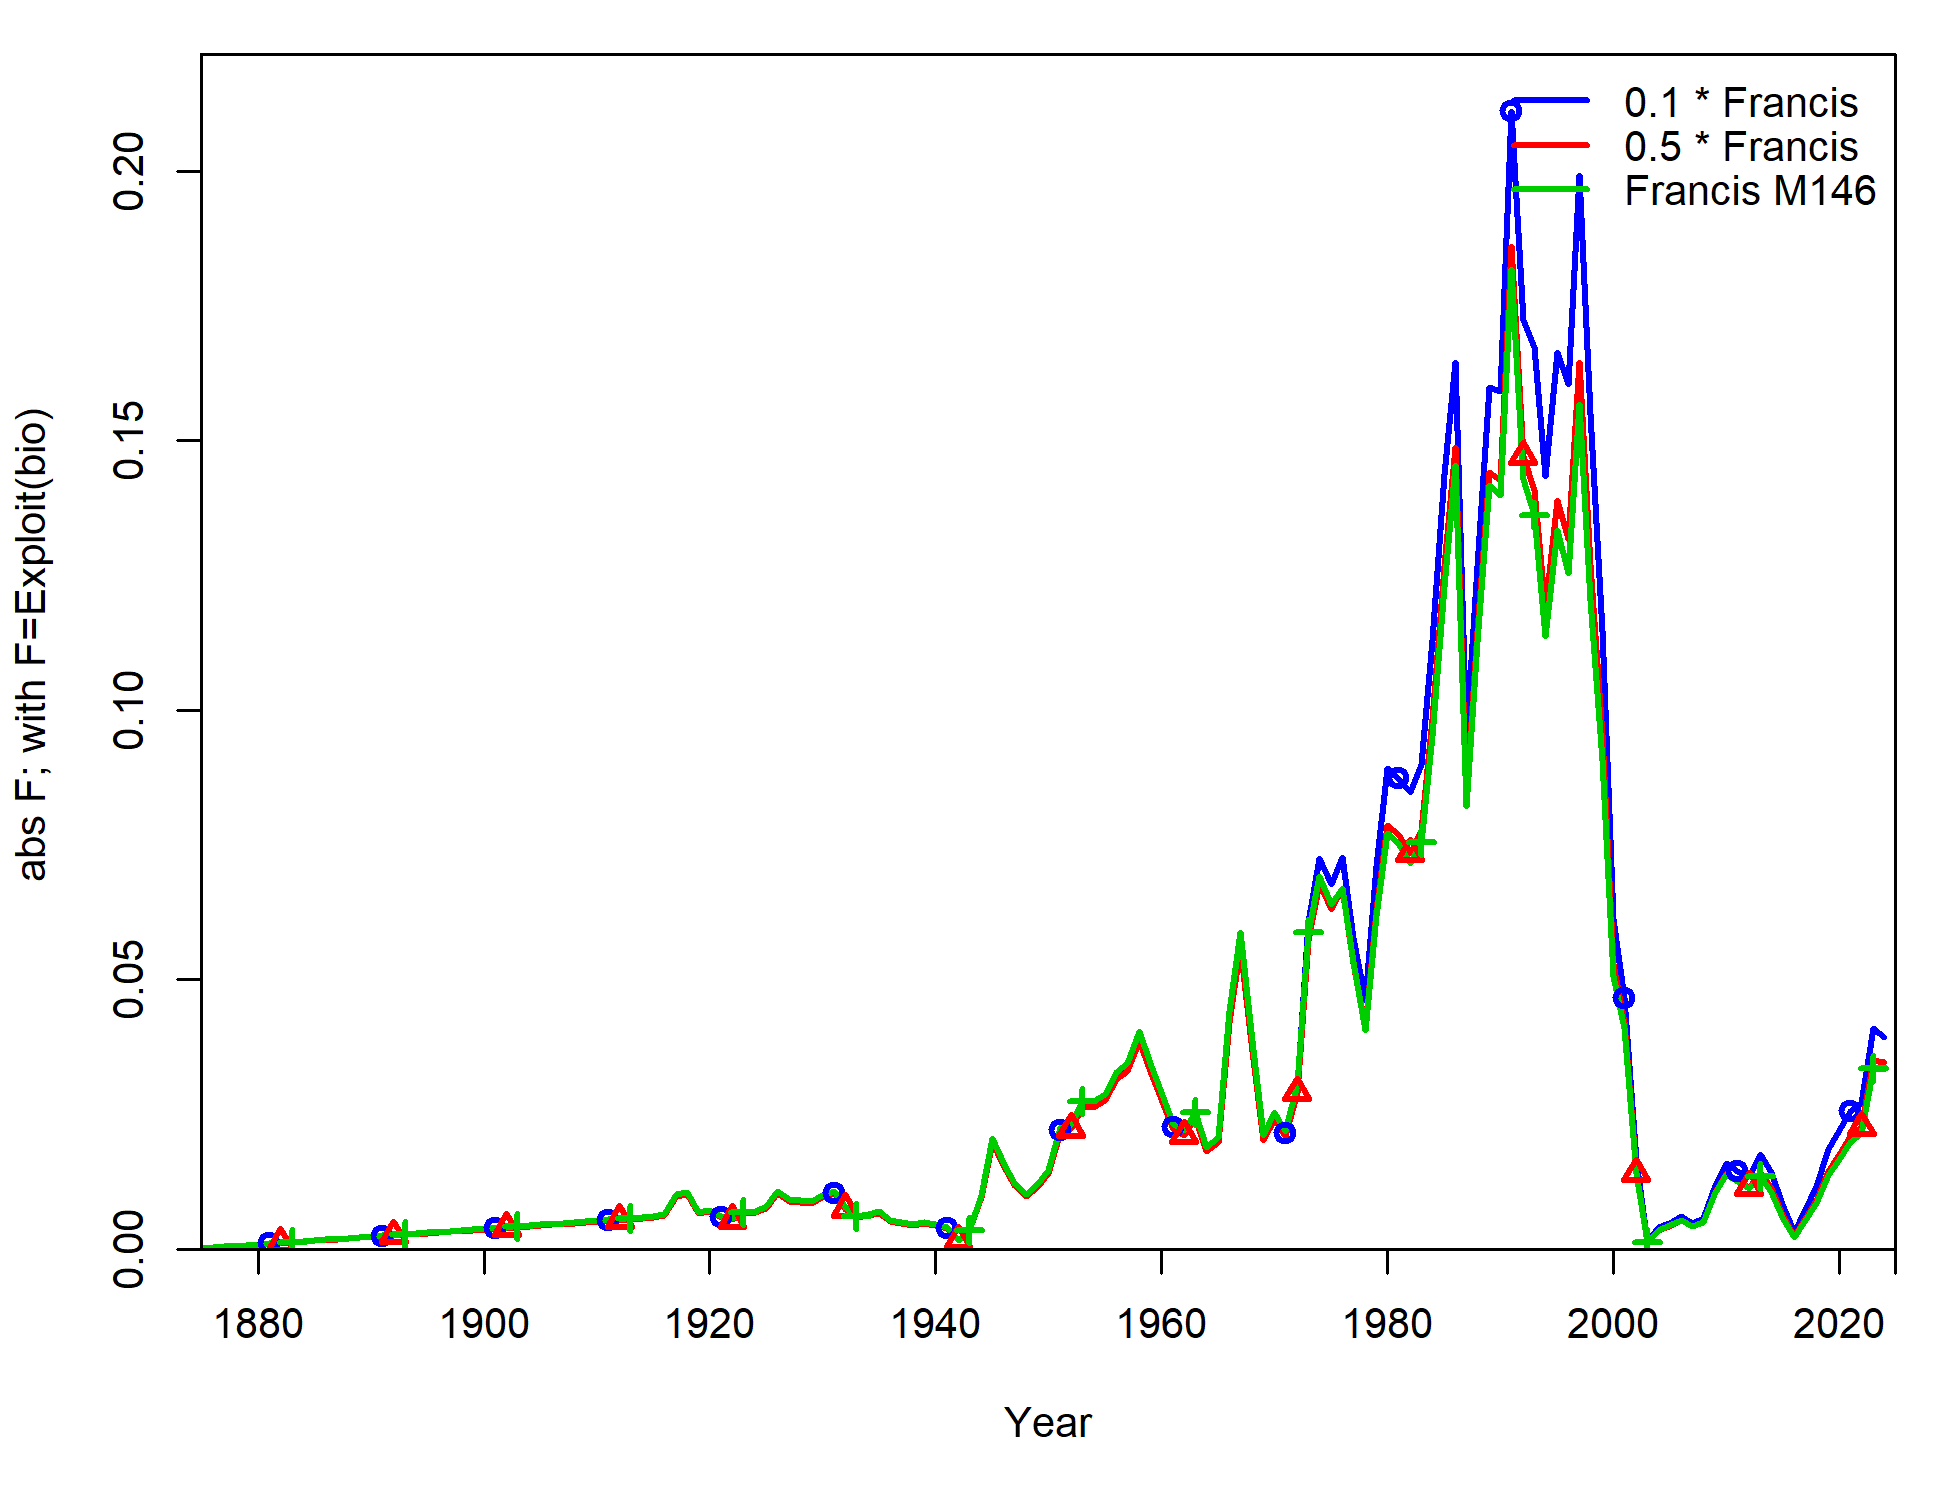 0.1 * Francis
0.5 * Francis
Francis M146
abs F; with F=Exploit(bio)
0.20
0.15
0.10
0.05
0.00
1880 1900 1920 1940 1960 1980 2000 2020
Year